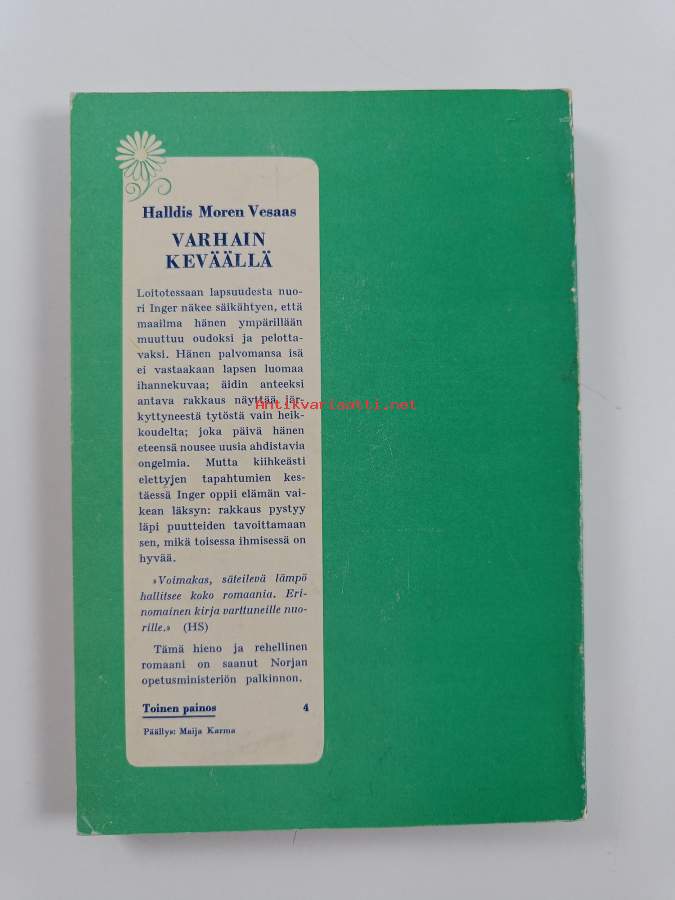 Halldis Moren Vesaas
VARHAIN
KEVÄÄLLÄ
Loitotessaan lapsuudesta nuo-
ri Inger näkee säikähtyen, että
maailma hänen ympärillään
muuttuu oudoksi ja pelotta-
vaksi. Hänen palvomansa isä
ei vastaakaan lapsen luomaa
ihannekuvaa; äidin anteeksi
antava rakkaus näyttää jär-
kyttyneestä tytöstä vain heik-
koudelta; joka päivä hänen
eteensä nousee uusia ahdistavia
ongelmia. Mutta kiihkeästi
elettyjen tapahtumien kes-
täessä Inger oppii elämän vai-
kean läksyn: rakkaus pystyy
läpi puutteiden tavoittamaan
sen, mikä toisessa ihmisessä on
hyvää.
»Voimakas, säteilevä lämpö
hallitsee koko romaania. Eri-
nomainen kirja varttuneille nuo-
rille.» (HS)
Tämä hieno ja rehellinen
romaani on saanut Norjan
opetusministeriön palkinnon.
Toinen painos 4
Päällys: Maija Karma
Antikvariaatti.net